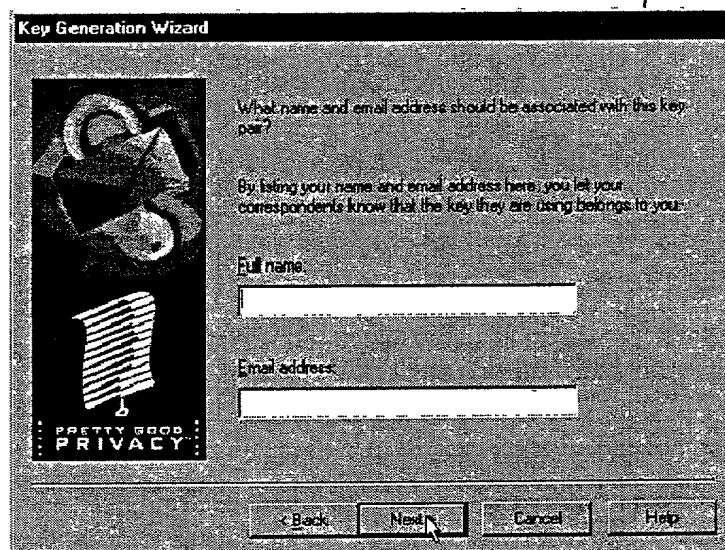 Key Generation Wizard
What name and email address should be associated with this key
pair?
By listing your name and email address here, you let your
correspondents know that the key they are using belongs to you.
Full name:
Email address:
PRETTY GOOD
PRIVACY™
< Back
Next >
Cancel
Help